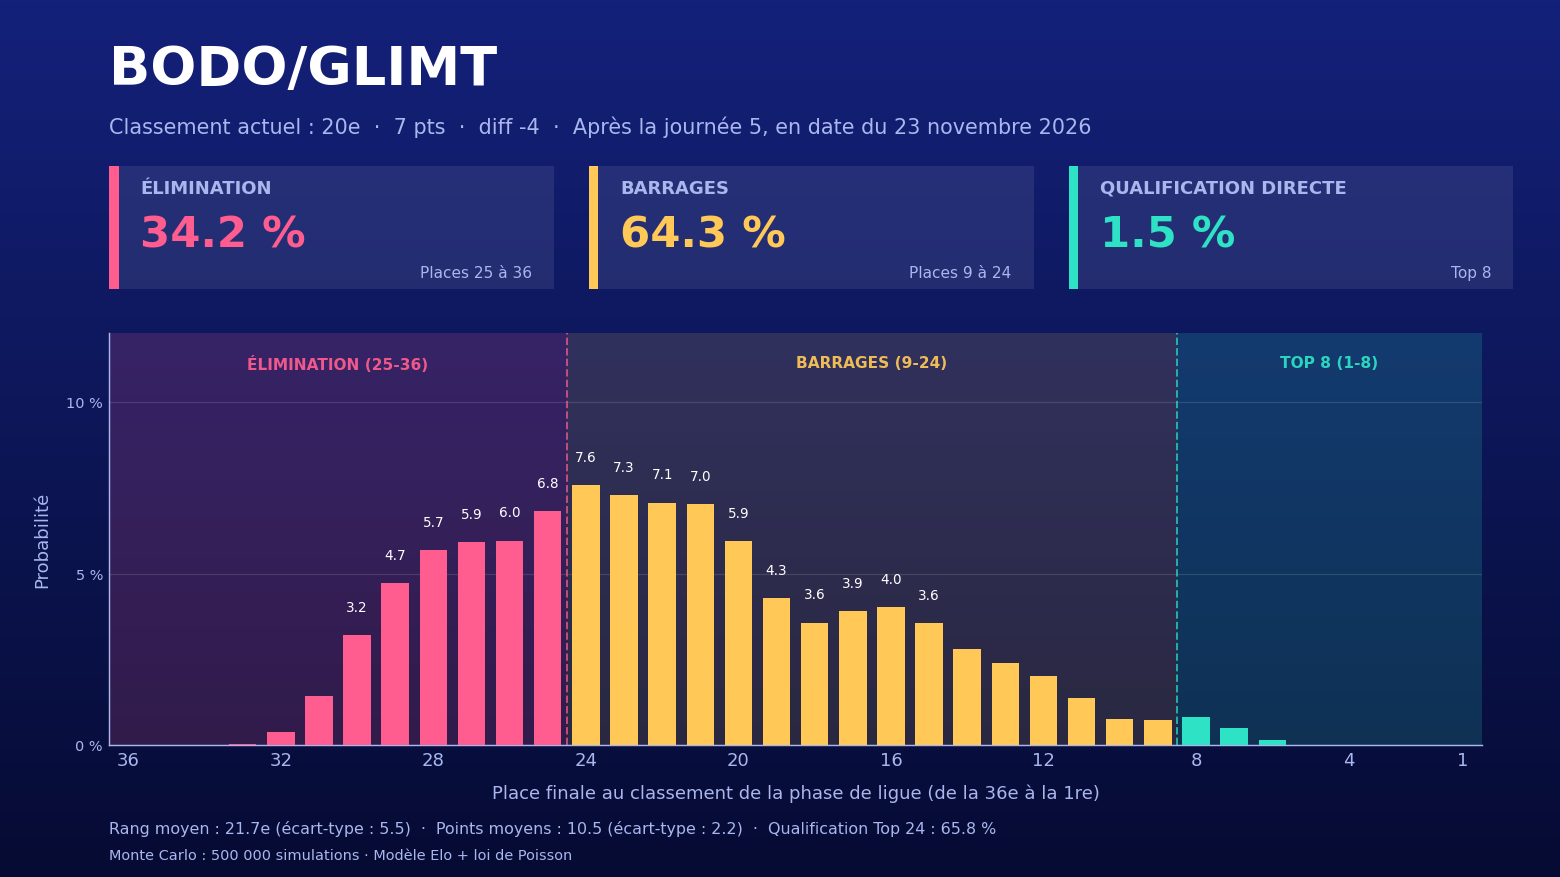 BODO/GLIMT
Classement actuel : 20e · 7 pts · diff -4 · Après la journée 5, en date du 23 novembre 2026
ÉLIMINATION
34.2 %
Places 25 à 36
BARRAGES
64.3 %
Places 9 à 24
QUALIFICATION DIRECTE
1.5 %
Top 8
ÉLIMINATION (25-36)
BARRAGES (9-24)
TOP 8 (1-8)
Probabilité
10 %
5 %
0 %
3.2
4.7
5.7
5.9
6.0
6.8
7.6
7.3
7.1
7.0
5.9
4.3
3.6
3.9
4.0
3.6
36 32 28 24 20 16 12 8 4 1
Place finale au classement de la phase de ligue (de la 36e à la 1re)
Rang moyen : 21.7e (écart-type : 5.5) · Points moyens : 10.5 (écart-type : 2.2) · Qualification Top 24 : 65.8 %
Monte Carlo : 500 000 simulations · Modèle Elo + loi de Poisson